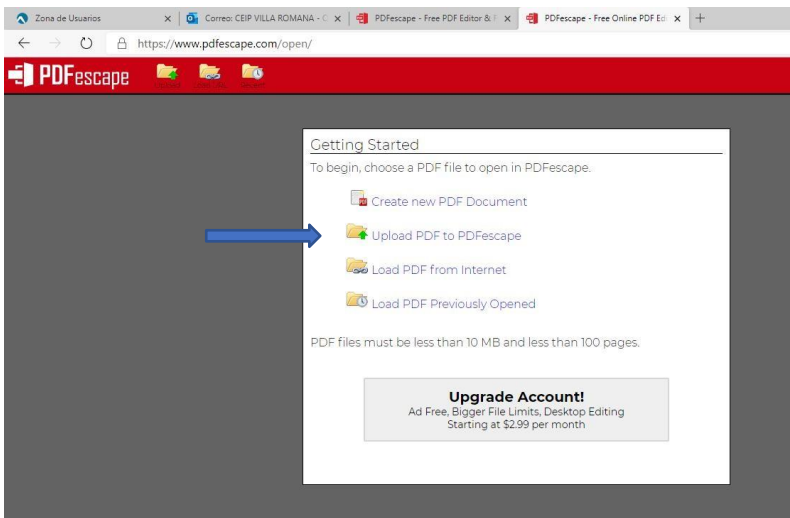 Zona de Usuarios
Correo: CEIP VILLA ROMANA - C
PDFescape - Free PDF Editor & F
PDFescape - Free Online PDF Ed
https://www.pdfescape.com/open/
PDFescape
Getting Started
To begin, choose a PDF file to open in PDFescape.
Create new PDF Document
Upload PDF to PDFescape
Load PDF from Internet
Load PDF Previously Opened
PDF files must be less than 10 MB and less than 100 pages.
Upgrade Account!
Ad Free, Bigger File Limits, Desktop Editing
Starting at $2.99 per month